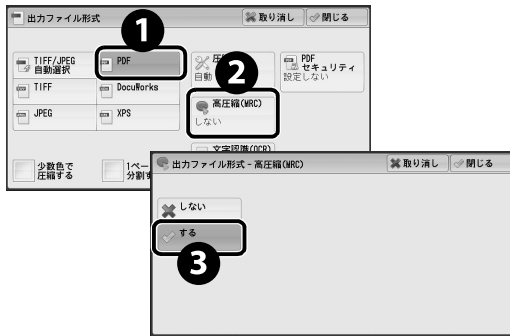 出力ファイル形式
取り消し
閉じる
1
TIFF/JPEG
自動選択
PDF
自動
2
PDF
セキュリティ
設定しない
TIFF
DocuWorks
高圧縮(MRC)
しない
JPEG
XPS
文字認識(OCR)
少数色で
圧縮する
1ペー
分割す
出力ファイル形式 - 高圧縮(MRC)
取り消し
閉じる
しない
する
3